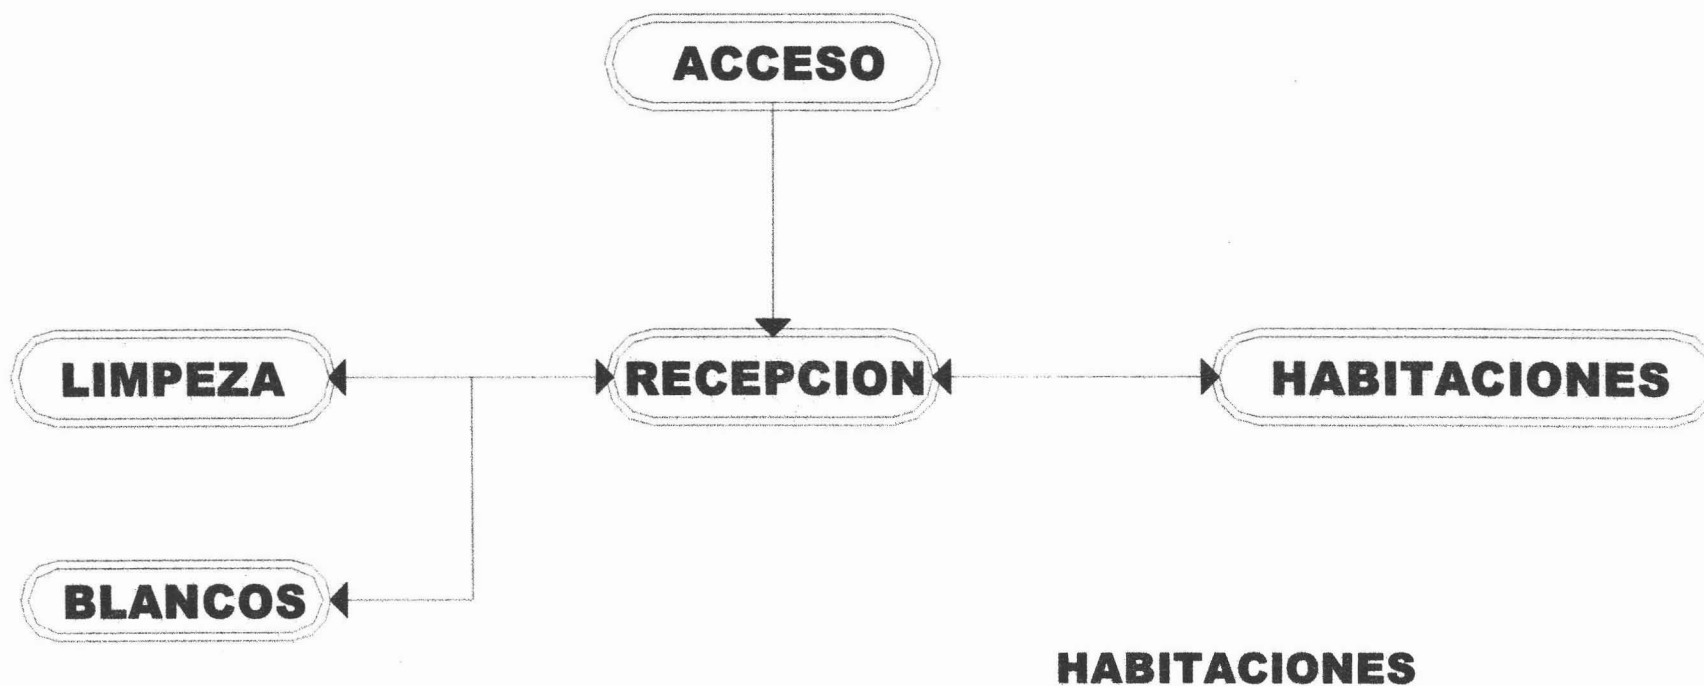 ACCESO
LIMPEZA
RECEPCION
HABITACIONES
BLANCOS
HABITACIONES